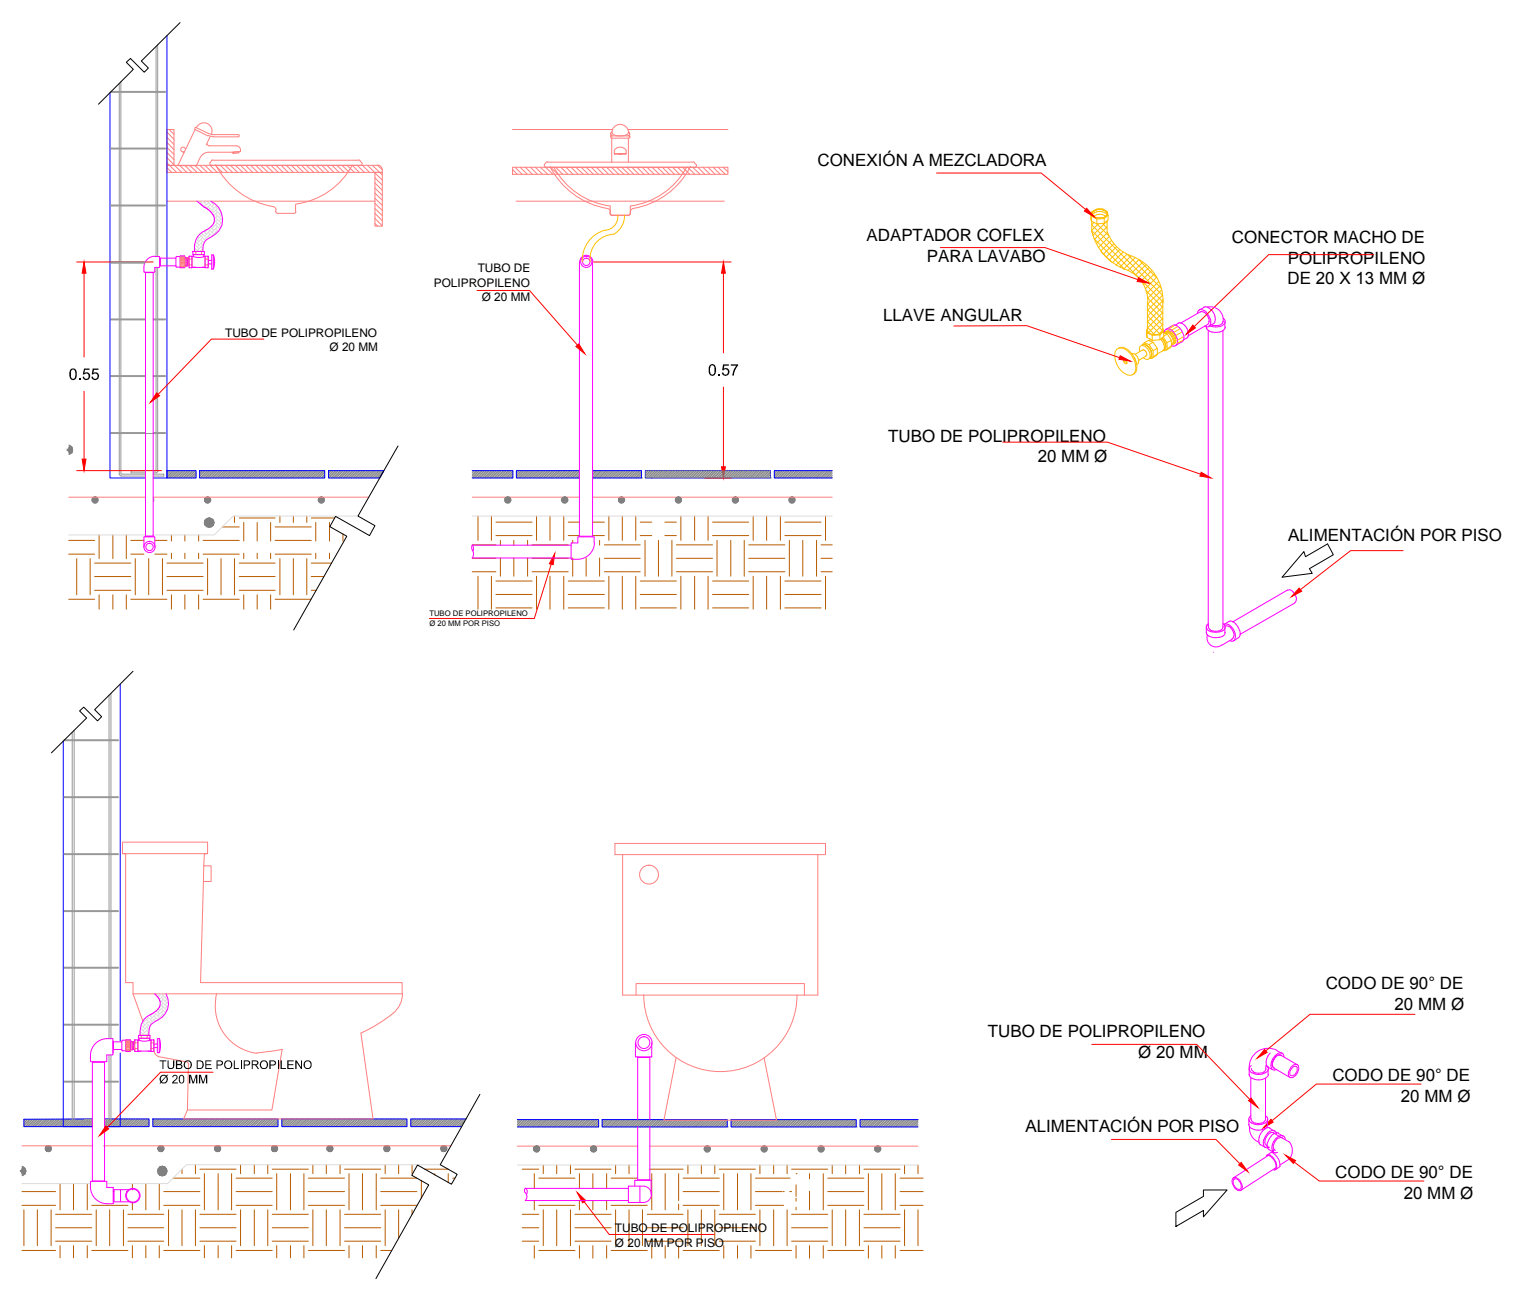 TUBO DE POLIPROPILENO
Ø 20 MM
0.55
TUBO DE
POLIPROPILENO
Ø 20 MM
0.57
TUBO DE POLIPROPILENO
Ø 20 MM POR PISO
CONEXIÓN A MEZCLADORA
ADAPTADOR COFLEX
PARA LAVABO
CONECTOR MACHO DE
POLIPROPILENO
DE 20 X 13 MM Ø
LLAVE ANGULAR
TUBO DE POLIPROPILENO
20 MM Ø
ALIMENTACIÓN POR PISO
TUBO DE POLIPROPILENO
Ø 20 MM
TUBO DE POLIPROPILENO
Ø 20 MM POR PISO
CODO DE 90° DE
20 MM Ø
TUBO DE POLIPROPILENO
Ø 20 MM
CODO DE 90° DE
20 MM Ø
ALIMENTACIÓN POR PISO
CODO DE 90° DE
20 MM Ø